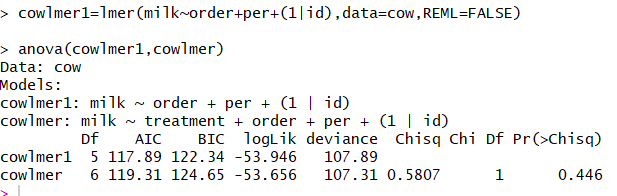 > cowlmer1=lmer(milk~order+per+(1|id),data=cow,REML=FALSE)
> anova(cowlmer1,cowlmer)
Data: cow
Models:
cowlmer1: milk ~ order + per + (1 | id)
cowlmer: milk ~ treatment + order + per + (1 | id)
Df AIC BIC logLik deviance Chisq Chi Df Pr(>Chisq)
cowlmer1 5 117.89 122.34 -53.946 107.89
cowlmer 6 119.31 124.65 -53.656 107.31 0.5807 1 0.446
>